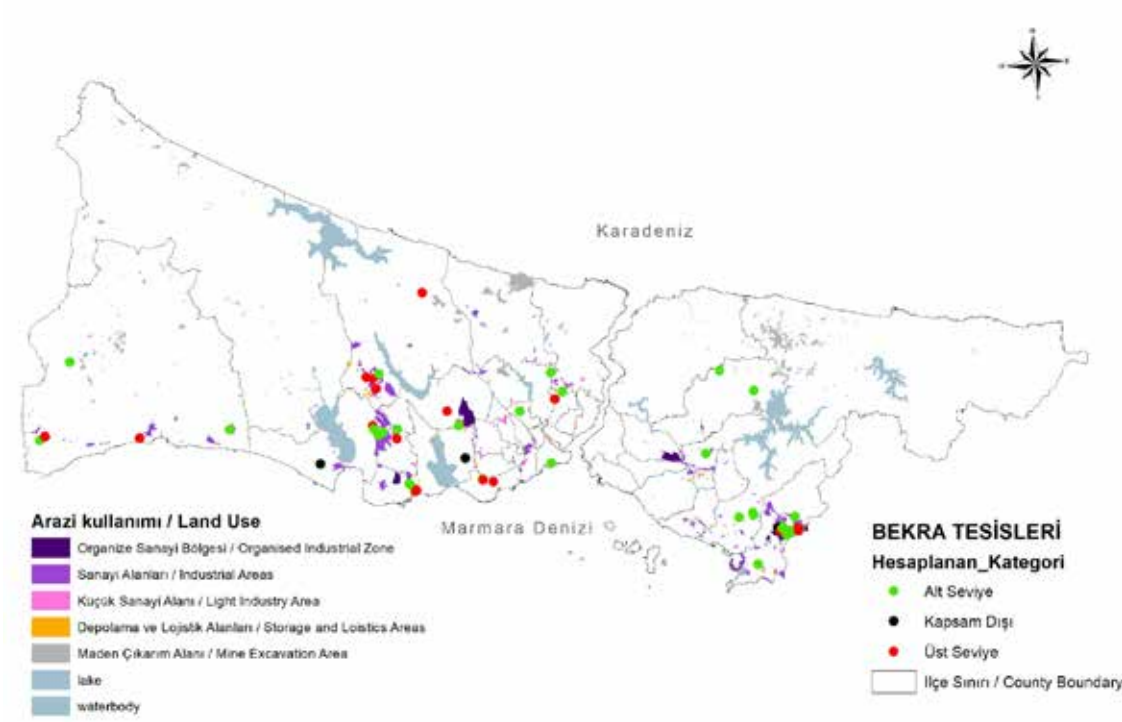 Karadeniz
Marmara Denizi
Arazi kullanımı / Land Use
Organize Sanayi Bölgesi / Organised Industrial Zone
Sanayi Alanları / Industrial Areas
Küçük Sanayi Alanı / Light Industry Area
Depolama ve Lojistik Alanları / Storage and Loistics Areas
Maden Çıkarım Alanı / Mine Excavation Area
lake
waterbody
BEKRA TESİSLERİ
Hesaplanan_Kategori
Alt Seviye
Kapsam Dışı
Üst Seviye
İlçe Sınırı / County Boundary